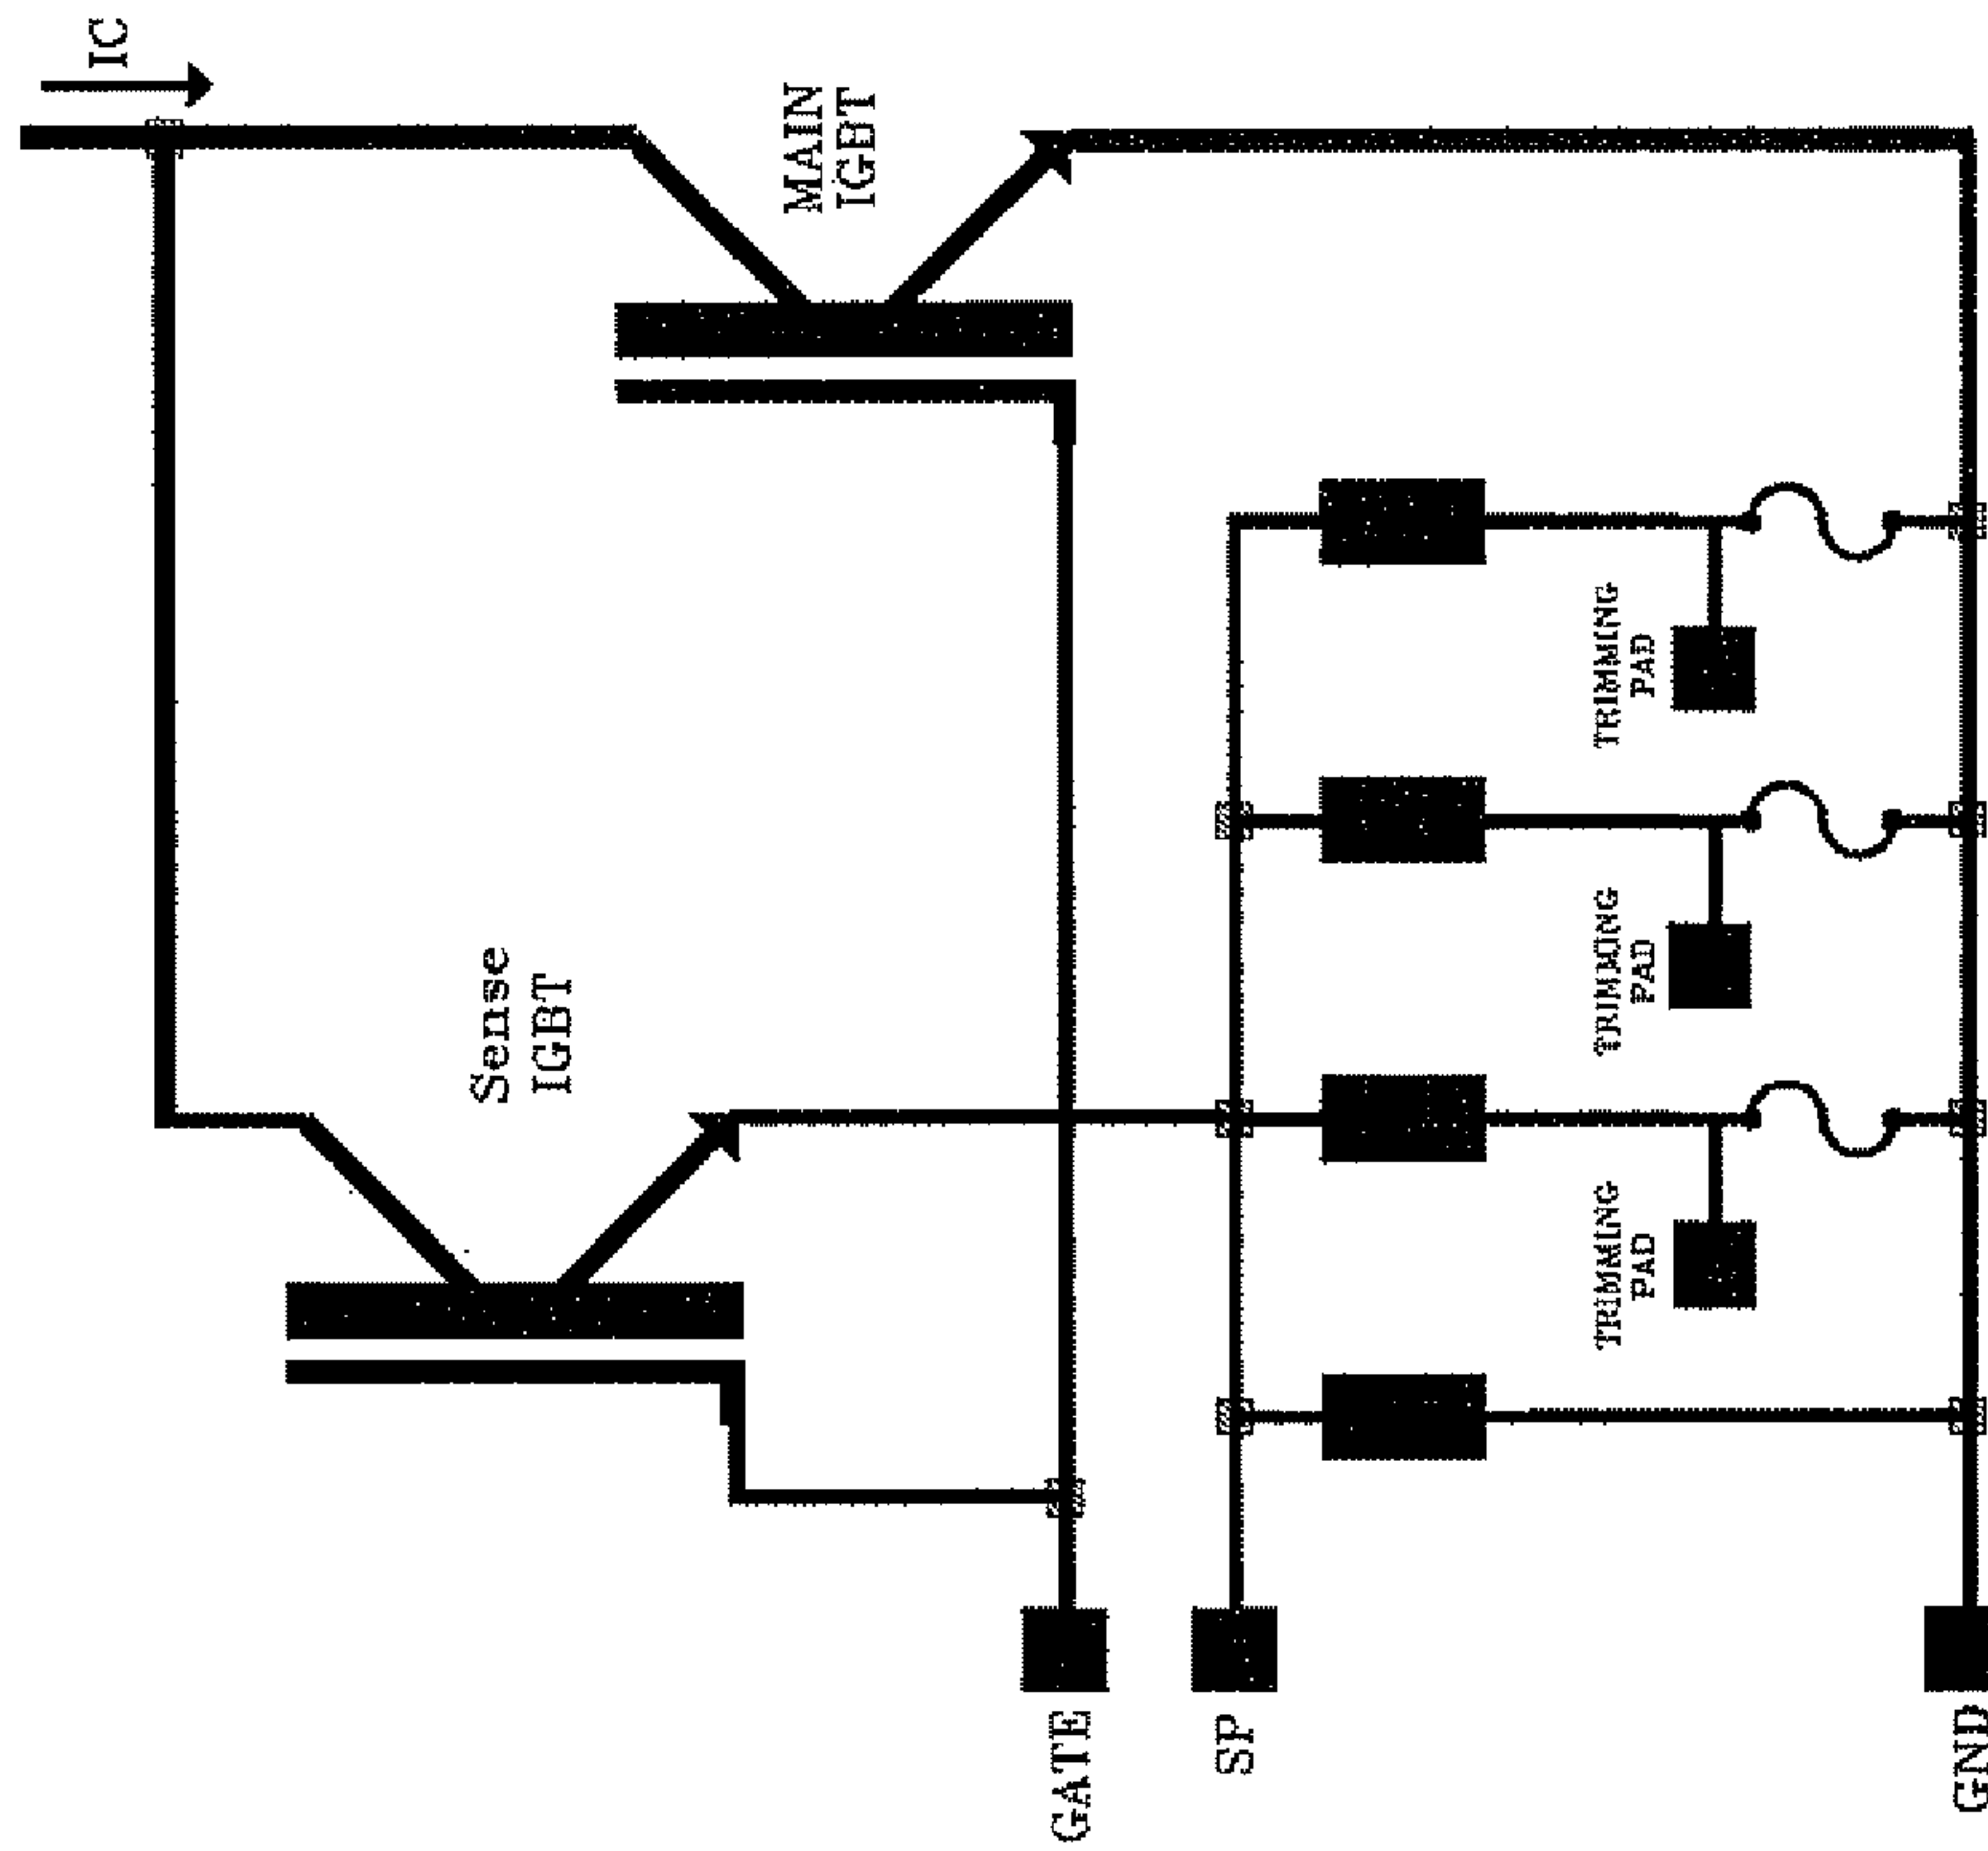 IC
MAIN
IGBT
Sense
IGBT
TRIMMING
PAD
TRIMMING
PAD
TRIMMING
PAD
GATE
SP
GND